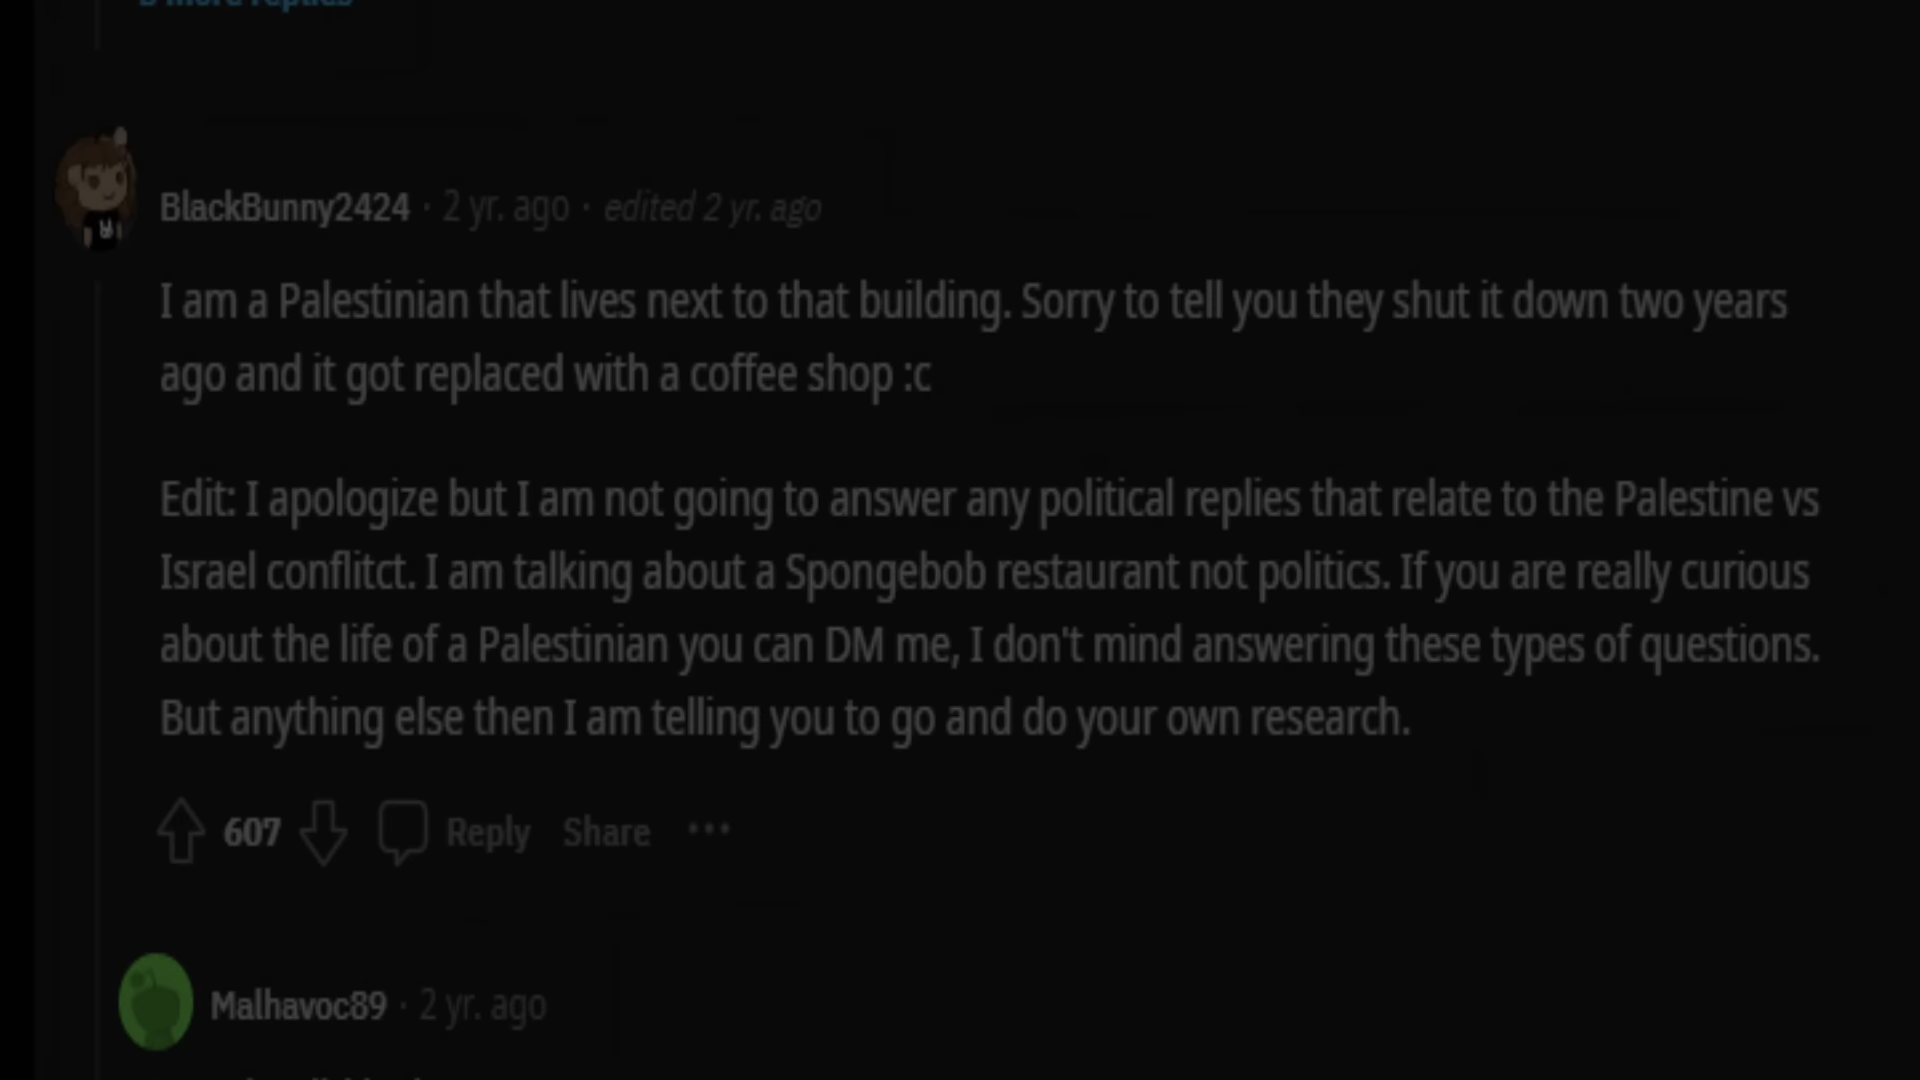 3 more replies
BlackBunny2424 · 2 yr. ago · edited 2 yr. ago
I am a Palestinian that lives next to that building. Sorry to tell you they shut it down two years
ago and it got replaced with a coffee shop :c
Edit: I apologize but I am not going to answer any political replies that relate to the Palestine vs
Israel conflitct. I am talking about a Spongebob restaurant not politics. If you are really curious
about the life of a Palestinian you can DM me, I don't mind answering these types of questions.
But anything else then I am telling you to go and do your own research.
607 Reply Share ···
Malhavoc89 · 2 yr. ago